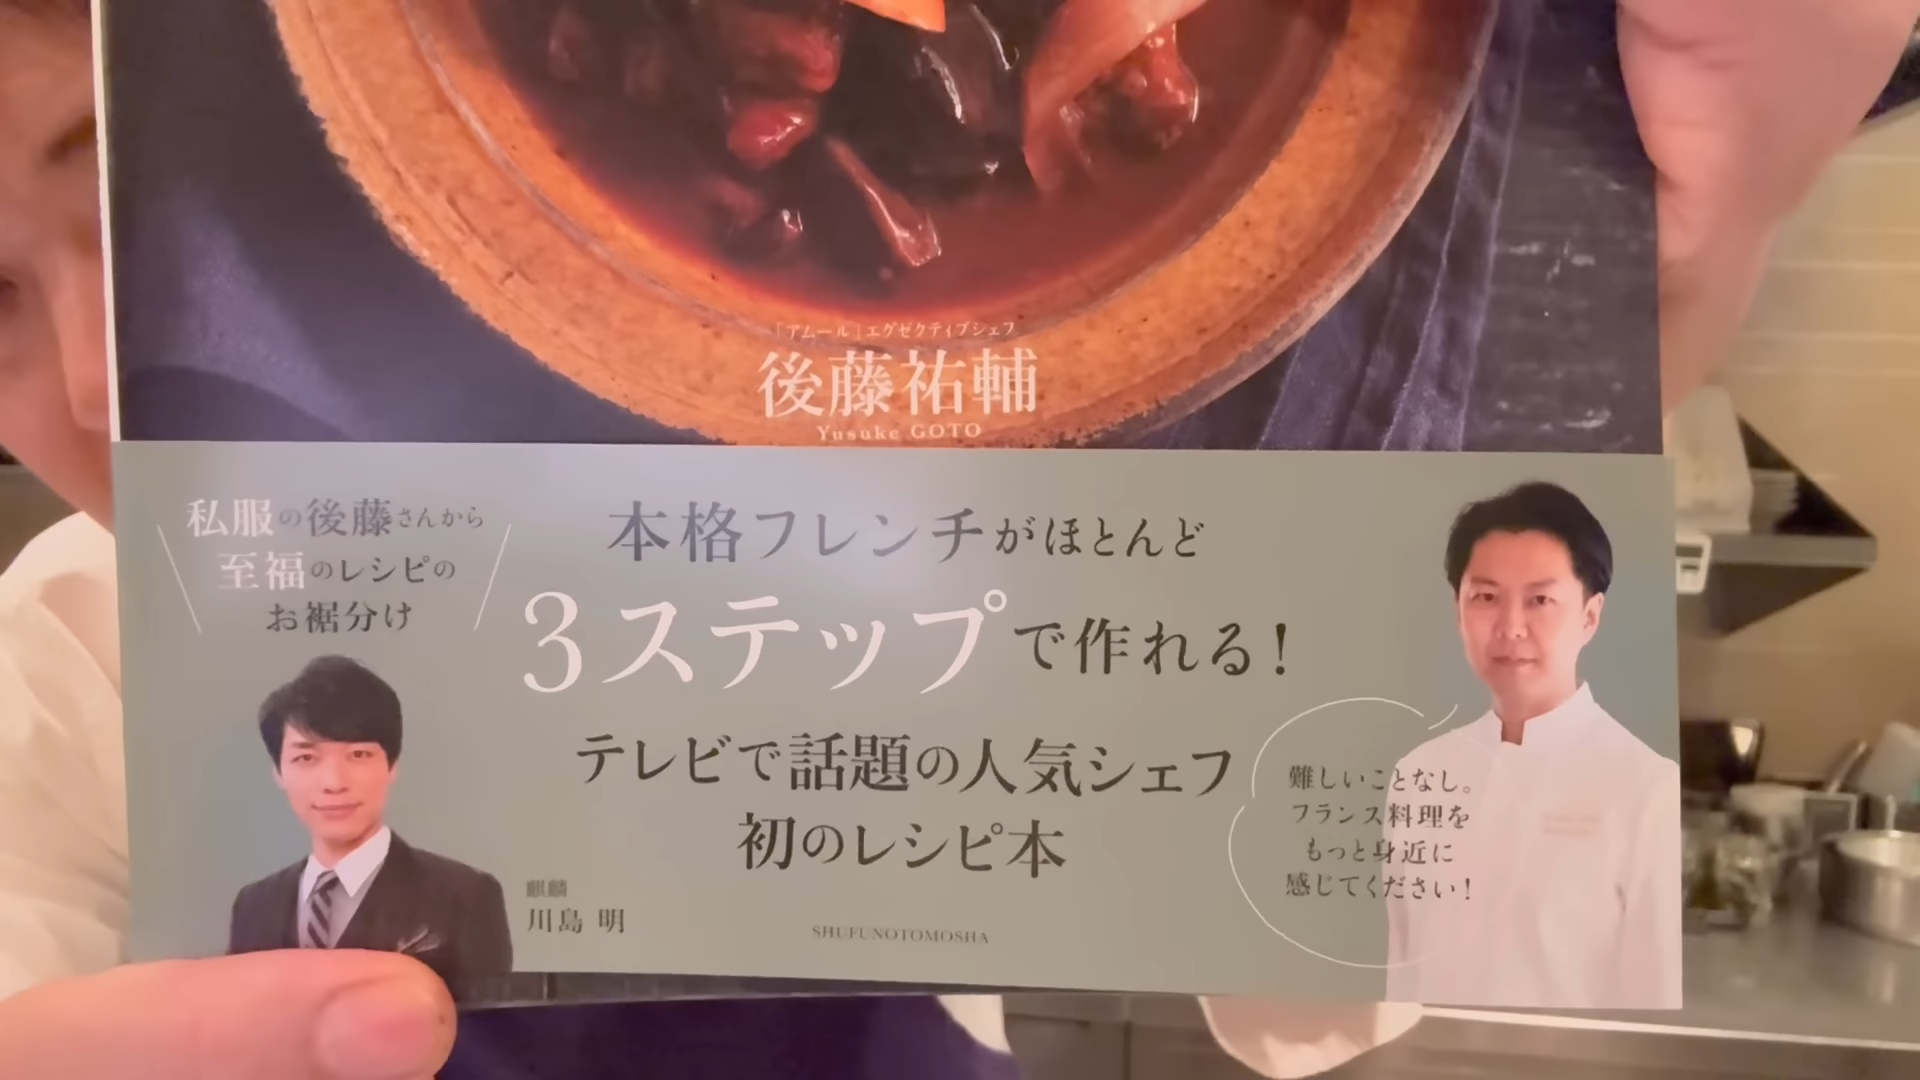 「アムール」エグゼクティブシェフ
後藤祐輔
Yusuke GOTO
私服の後藤さんから
至福のレシピの
お裾分け
本格フレンチがほとんど
3ステップで作れる!
テレビで話題の人気シェフ
初のレシピ本
麒麟
川島 明
SHUFUNOTOMOSHA
難しいことなし。
フランス料理を
もっと身近に
感じてください!